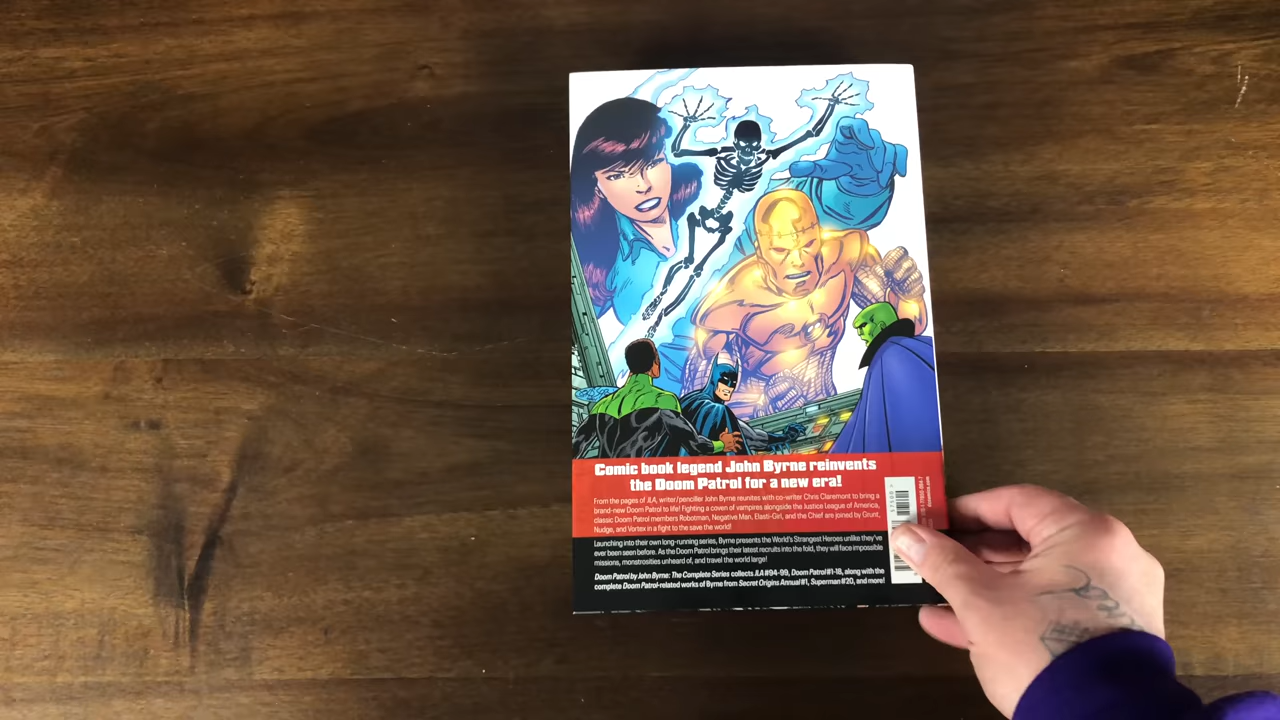 Comic book legend John Byrne reinvents
the Doom Patrol for a new era!
From the pages of JLA, writer/penciller John Byrne reunites with co-writer Chris Claremont to bring a
brand-new Doom Patrol to life! Fighting a coven of vampires alongside the Justice League of America,
classic Doom Patrol members Robotman, Negative Man, Elasti-Girl, and the Chief are joined by Grunt,
Nudge, and Vortex in a fight to the save the world!
Launching into their own long-running series, Byrne presents the World's Strangest Heroes unlike they've
ever been seen before. As the Doom Patrol brings their latest recruits into the fold, they will face impossible
missions, monstrosities unheard of, and travel the world large!
Doom Patrol by John Byrne: The Complete Series collects JLA #94-99, Doom Patrol #1-18, along with the
complete Doom Patrol-related works of Byrne from Secret Origins Annual #1, Superman #20, and more!
dccomics.com